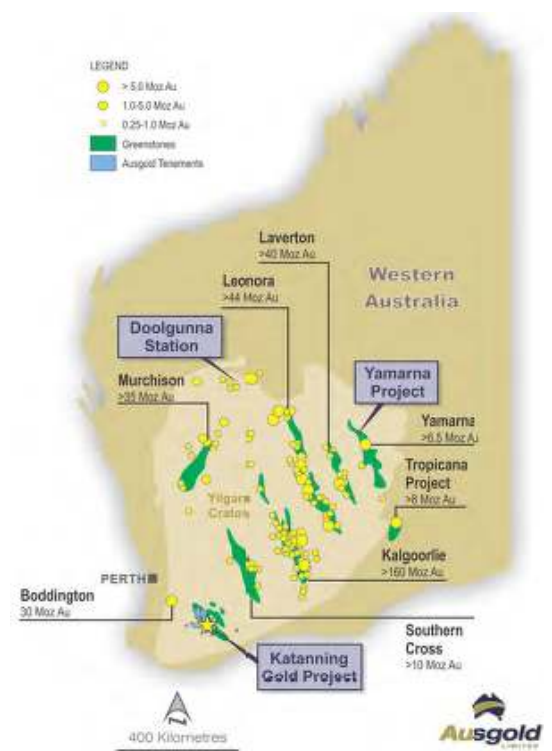 LEGEND
> 5.0 Moz Au
1.0-5.0 Moz Au
0.25-1.0 Moz Au
Greenstones
Ausgold Tenements
Laverton
>40 Moz Au
Leonora
>44 Moz Au
Western
Australia
Doolgunna
Station
Murchison
>35 Moz Au
Yamarna
Project
Yamarna
>6.5 Moz Au
Tropicana
Project
>8 Moz Au
Yilgarn
Craton
Kalgoorlie
>160 Moz Au
PERTH
Boddington
30 Moz Au
Southern
Cross
>10 Moz Au
Katanning
Gold Project
400 Kilometres
Ausgold
LIMITED